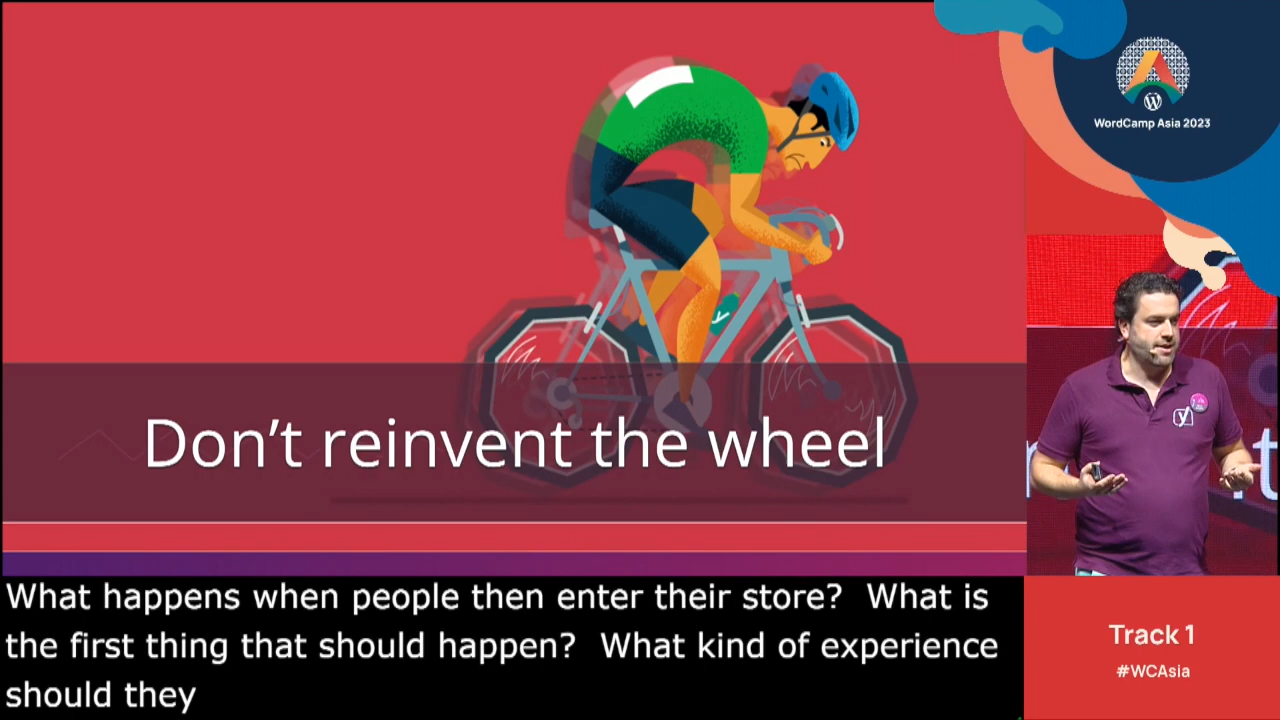 WordCamp Asia 2023
Don’t reinvent the wheel
What happens when people then enter their store?  What is
the first thing that should happen?  What kind of experience
should they
Track 1
#WCAsia